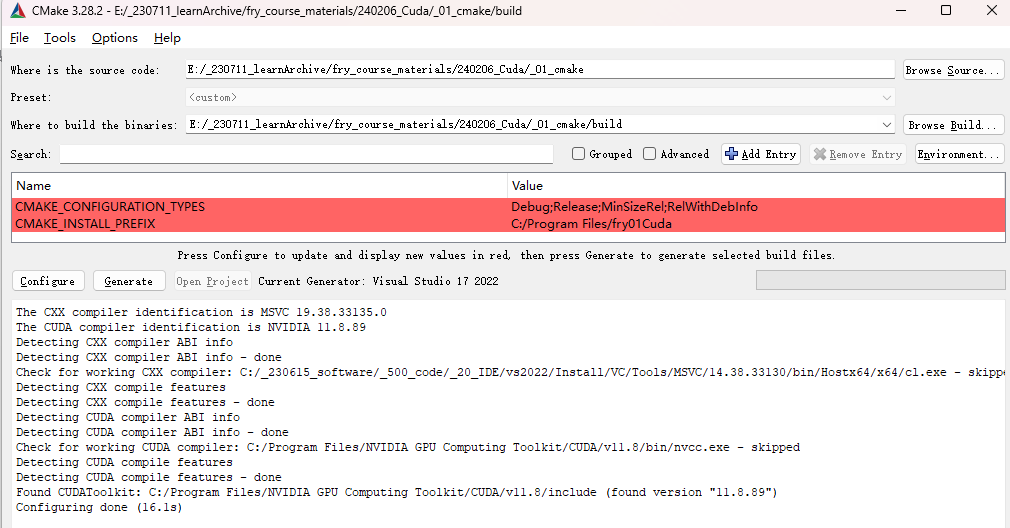 CMake 3.28.2 - E:/_230711_learnArchive/fry_course_materials/240206_Cuda/_01_cmake/build
File Tools Options Help
Where is the source code: E:/_230711_learnArchive/fry_course_materials/240206_Cuda/_01_cmake Browse Source...
Preset: <custom>
Where to build the binaries: E:/_230711_learnArchive/fry_course_materials/240206_Cuda/_01_cmake/build Browse Build...
Search: Grouped Advanced Add Entry Remove Entry Environment...
Name Value
CMAKE_CONFIGURATION_TYPES Debug;Release;MinSizeRel;RelWithDebInfo
CMAKE_INSTALL_PREFIX C:/Program Files/fry01Cuda
Press Configure to update and display new values in red, then press Generate to generate selected build files.
Configure Generate Open Project Current Generator: Visual Studio 17 2022
The CXX compiler identification is MSVC 19.38.33135.0
The CUDA compiler identification is NVIDIA 11.8.89
Detecting CXX compiler ABI info
Detecting CXX compiler ABI info - done
Check for working CXX compiler: C:/_230615_software/_500_code/_20_IDE/vs2022/Install/VC/Tools/MSVC/14.38.33130/bin/Hostx64/x64/cl.exe - skippe
Detecting CXX compile features
Detecting CXX compile features - done
Detecting CUDA compiler ABI info
Detecting CUDA compiler ABI info - done
Check for working CUDA compiler: C:/Program Files/NVIDIA GPU Computing Toolkit/CUDA/v11.8/bin/nvcc.exe - skipped
Detecting CUDA compile features
Detecting CUDA compile features - done
Found CUDAToolkit: C:/Program Files/NVIDIA GPU Computing Toolkit/CUDA/v11.8/include (found version "11.8.89")
Configuring done (16.1s)